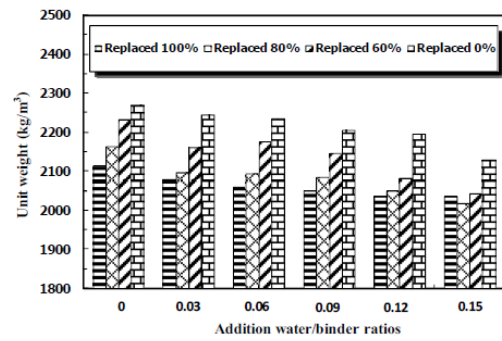 2500
Replaced 100% Replaced 80% Replaced 60% Replaced 0%
2400
2300
2200
2100
2000
1900
1800
Unit weight (kg/m³)
0 0.03 0.06 0.09 0.12 0.15
Addition water/binder ratios